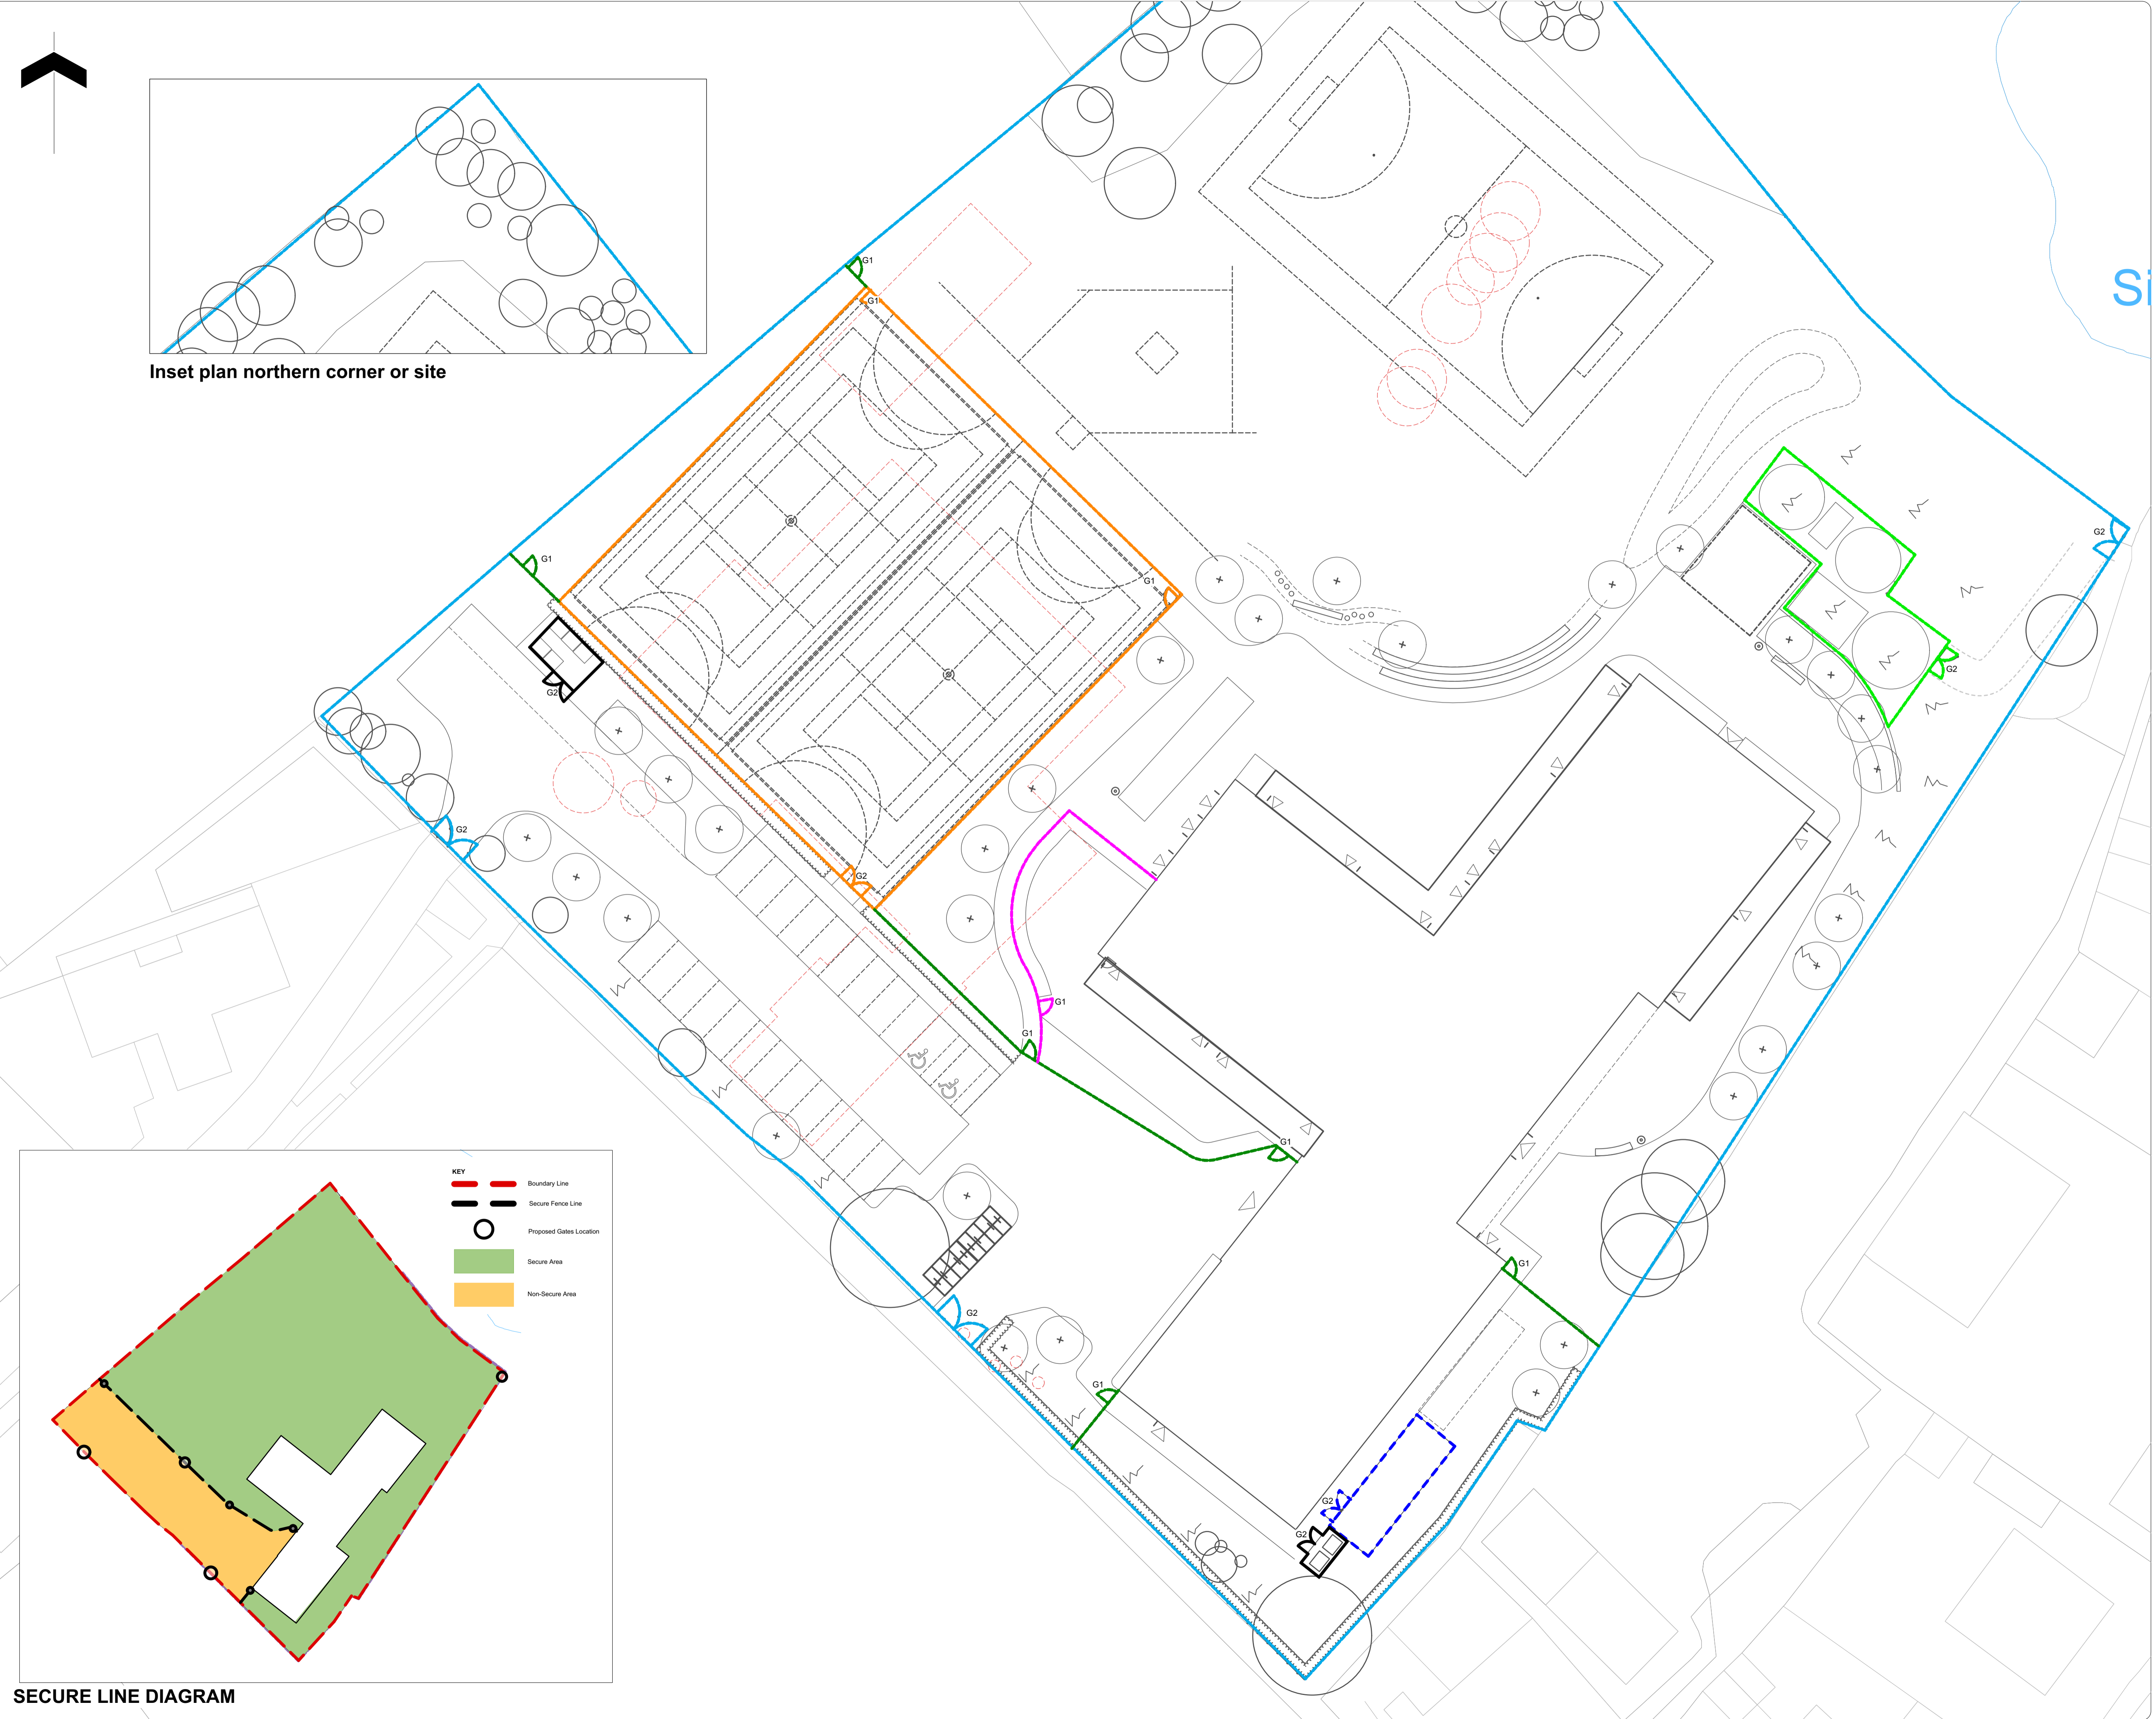 G1
G1
Si
Inset plan northern corner or site
G2
G1
G1
G2
G2
G2
G2
G1
G1
G1
G1
G2
G1
G2
G2
KEY
Boundary Line
Secure Fence Line
Proposed Gates Location
Secure Area
Non-Secure Area
SECURE LINE DIAGRAM